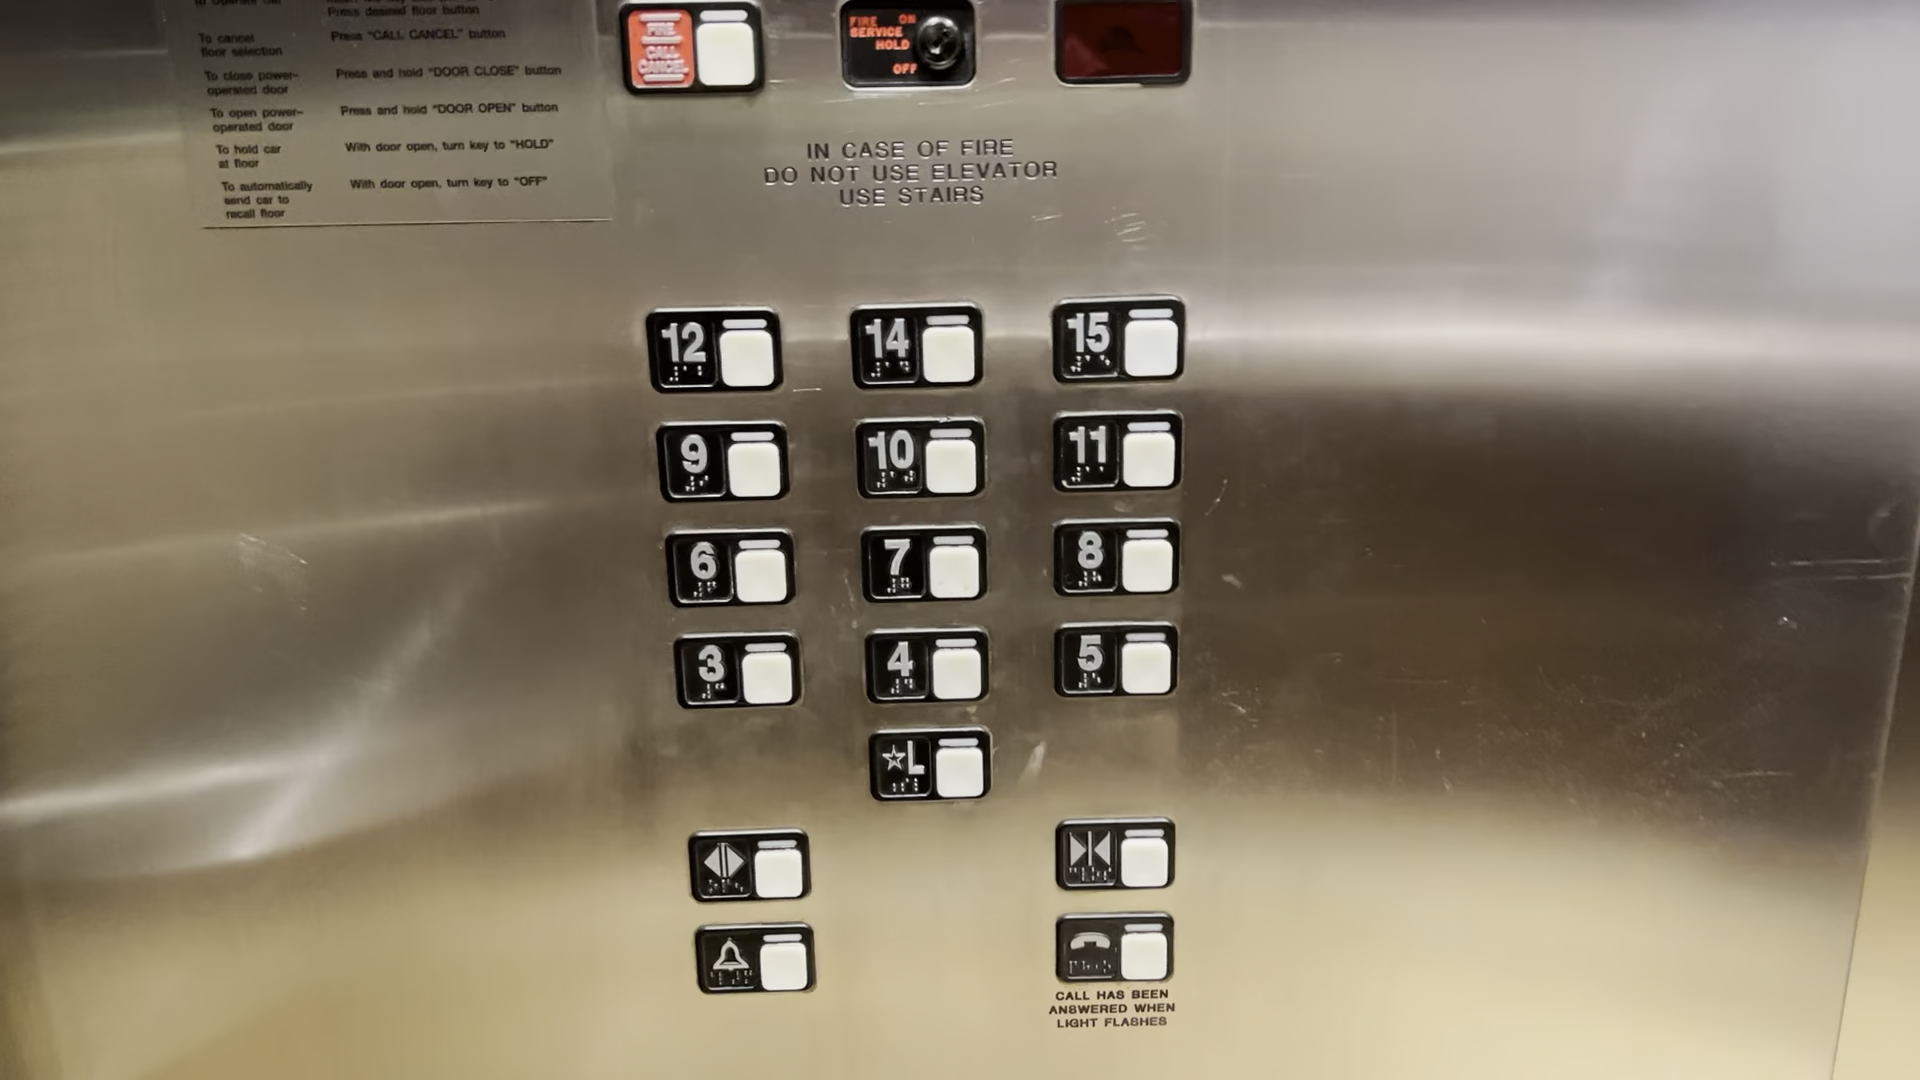 Press desired floor button
To cancel
floor selection
Press "CALL CANCEL" button
To close power-
operated door
Press and hold "DOOR CLOSE" button
To open power-
operated door
Press and hold "DOOR OPEN" button
To hold car
at floor
With door open, turn key to "HOLD"
To automatically
send car to
recall floor
With door open, turn key to "OFF"
FIRE
CALL
CANCEL
FIRE ON
SERVICE
HOLD
OFF
IN CASE OF FIRE
DO NOT USE ELEVATOR
USE STAIRS
12
14
15
9
10
11
6
7
8
3
4
5
☆L
CALL HAS BEEN
ANSWERED WHEN
LIGHT FLASHES